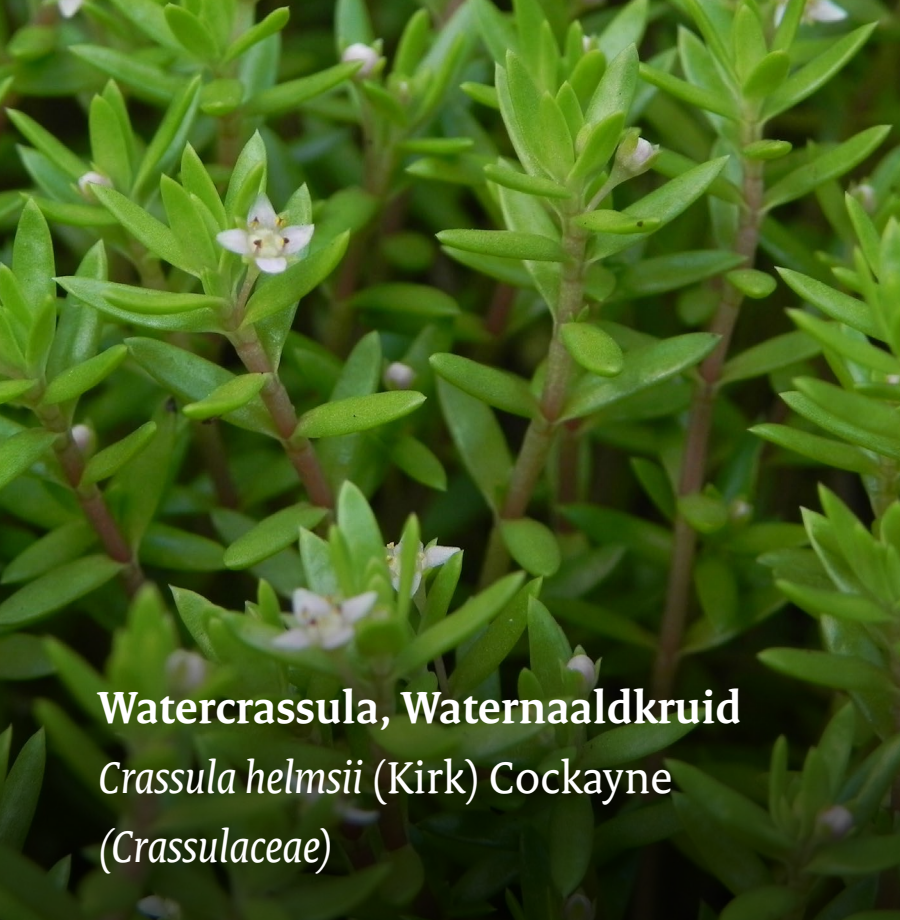 Watercrassula, Waternaaldkruid
Crassula helmsii (Kirk) Cockayne
(Crassulaceae)